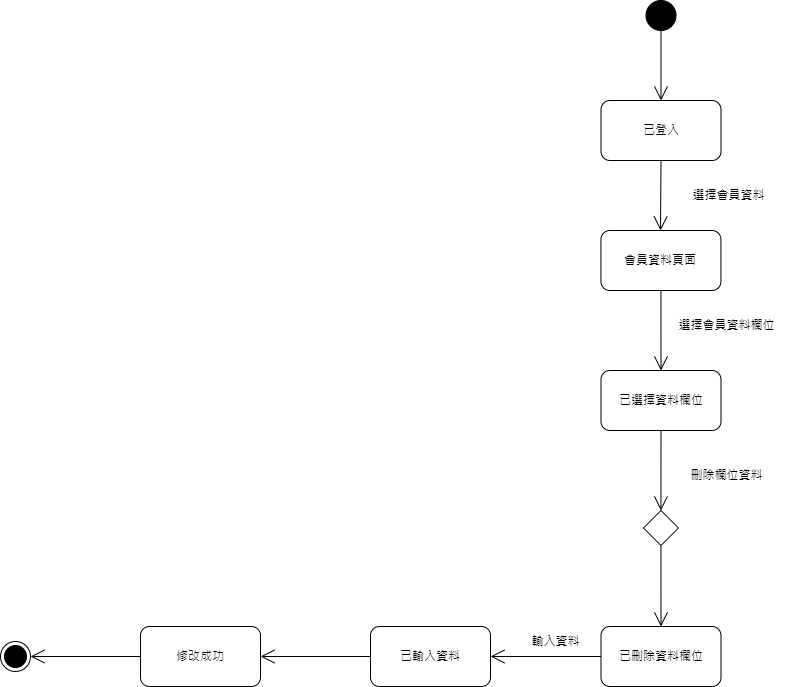 已登入
選擇會員資料
會員資料頁面
選擇會員資料欄位
已選擇資料欄位
刪除欄位資料
已刪除資料欄位
輸入資料
已輸入資料
修改成功